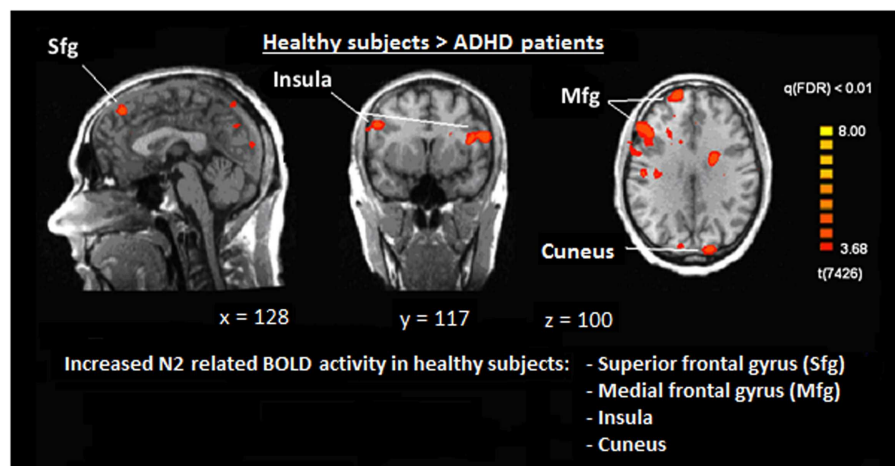 Healthy subjects > ADHD patients
Sfg
Insula
Mfg
Cuneus
q(FDR) < 0.01
8.00
3.68
t(7426)
x = 128
y = 117
z = 100
Increased N2 related BOLD activity in healthy subjects: - Superior frontal gyrus (Sfg)
- Medial frontal gyrus (Mfg)
- Insula
- Cuneus